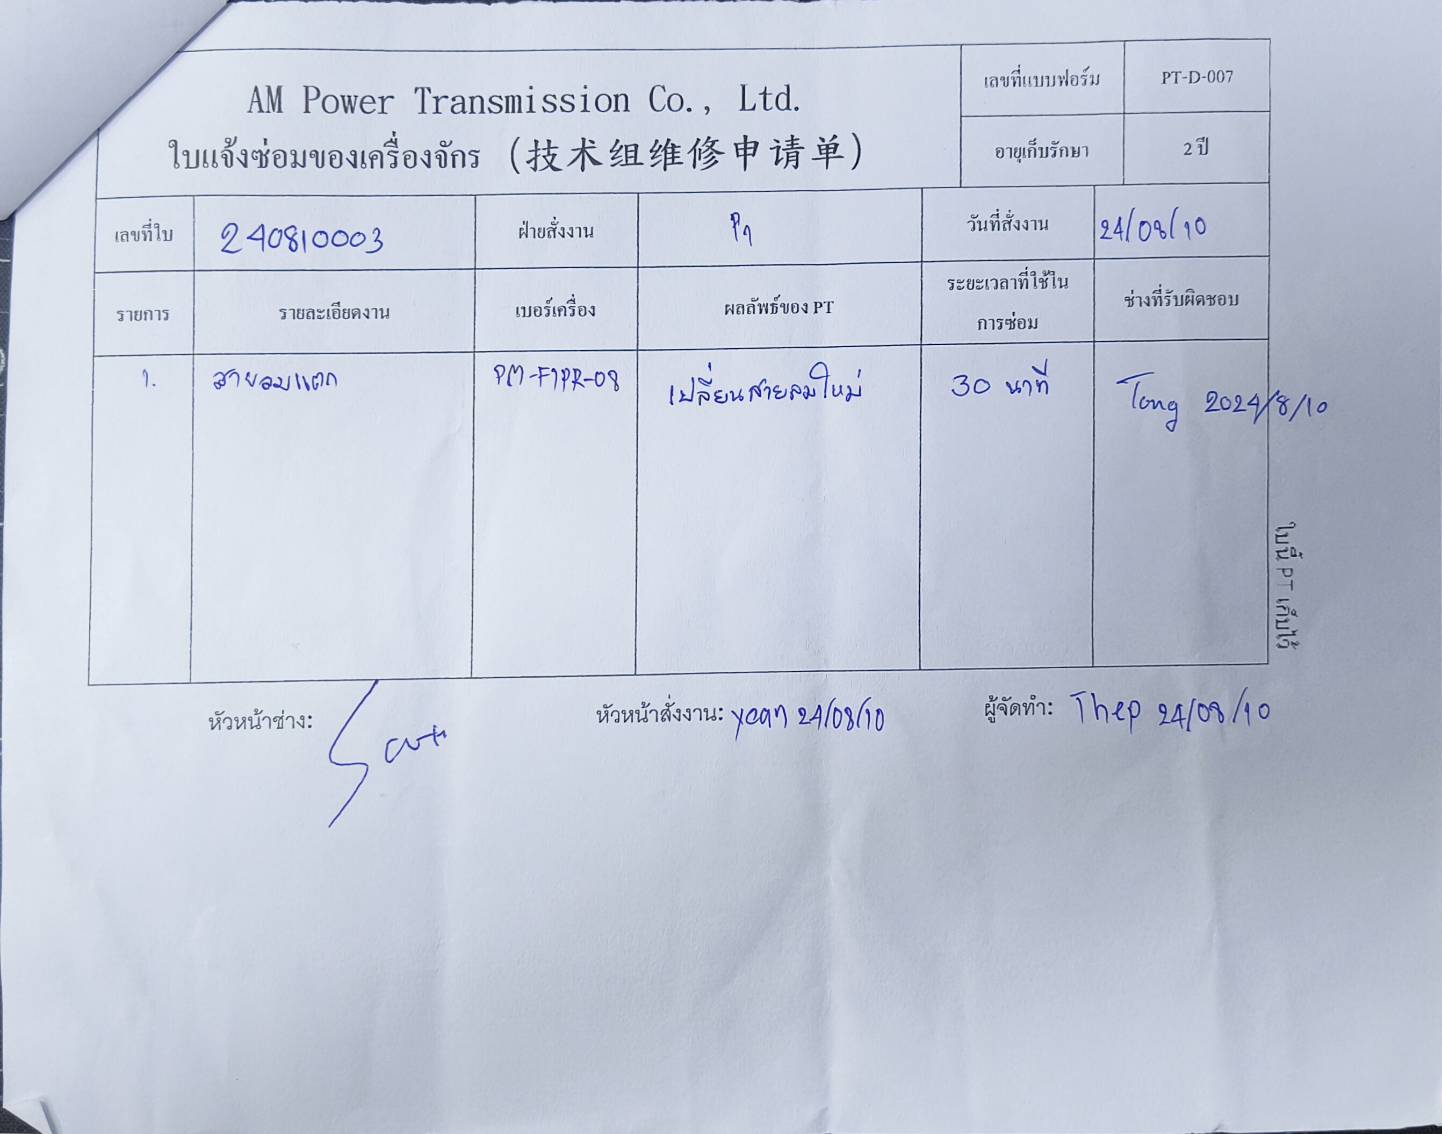 AM Power Transmission Co., Ltd.
ใบแจ้งซ่อมของเครื่องจักร (技术组维修申请单)
เลขที่แบบฟอร์ม PT-D-007
อายุเก็บรักษา 2 ปี
เลขที่ใบ 240810003 ฝ่ายสั่งงาน วันที่สั่งงาน 24/08/10
รายการ รายละเอียดงาน เบอร์เครื่อง ผลลัพธ์ของ PT ระยะเวลาที่ใช้ในการซ่อม ช่างที่รับผิดชอบ
1. สายลมแตก PM-F1PR-08 เปลี่ยนสายลมใหม่ 30 นาที Tong 2024/8/10
ใบนี้ PT เก็บไว้
หัวหน้าช่าง: หัวหน้าสั่งงาน: yean 24/08/10 ผู้จัดทำ: Thep 24/08/10